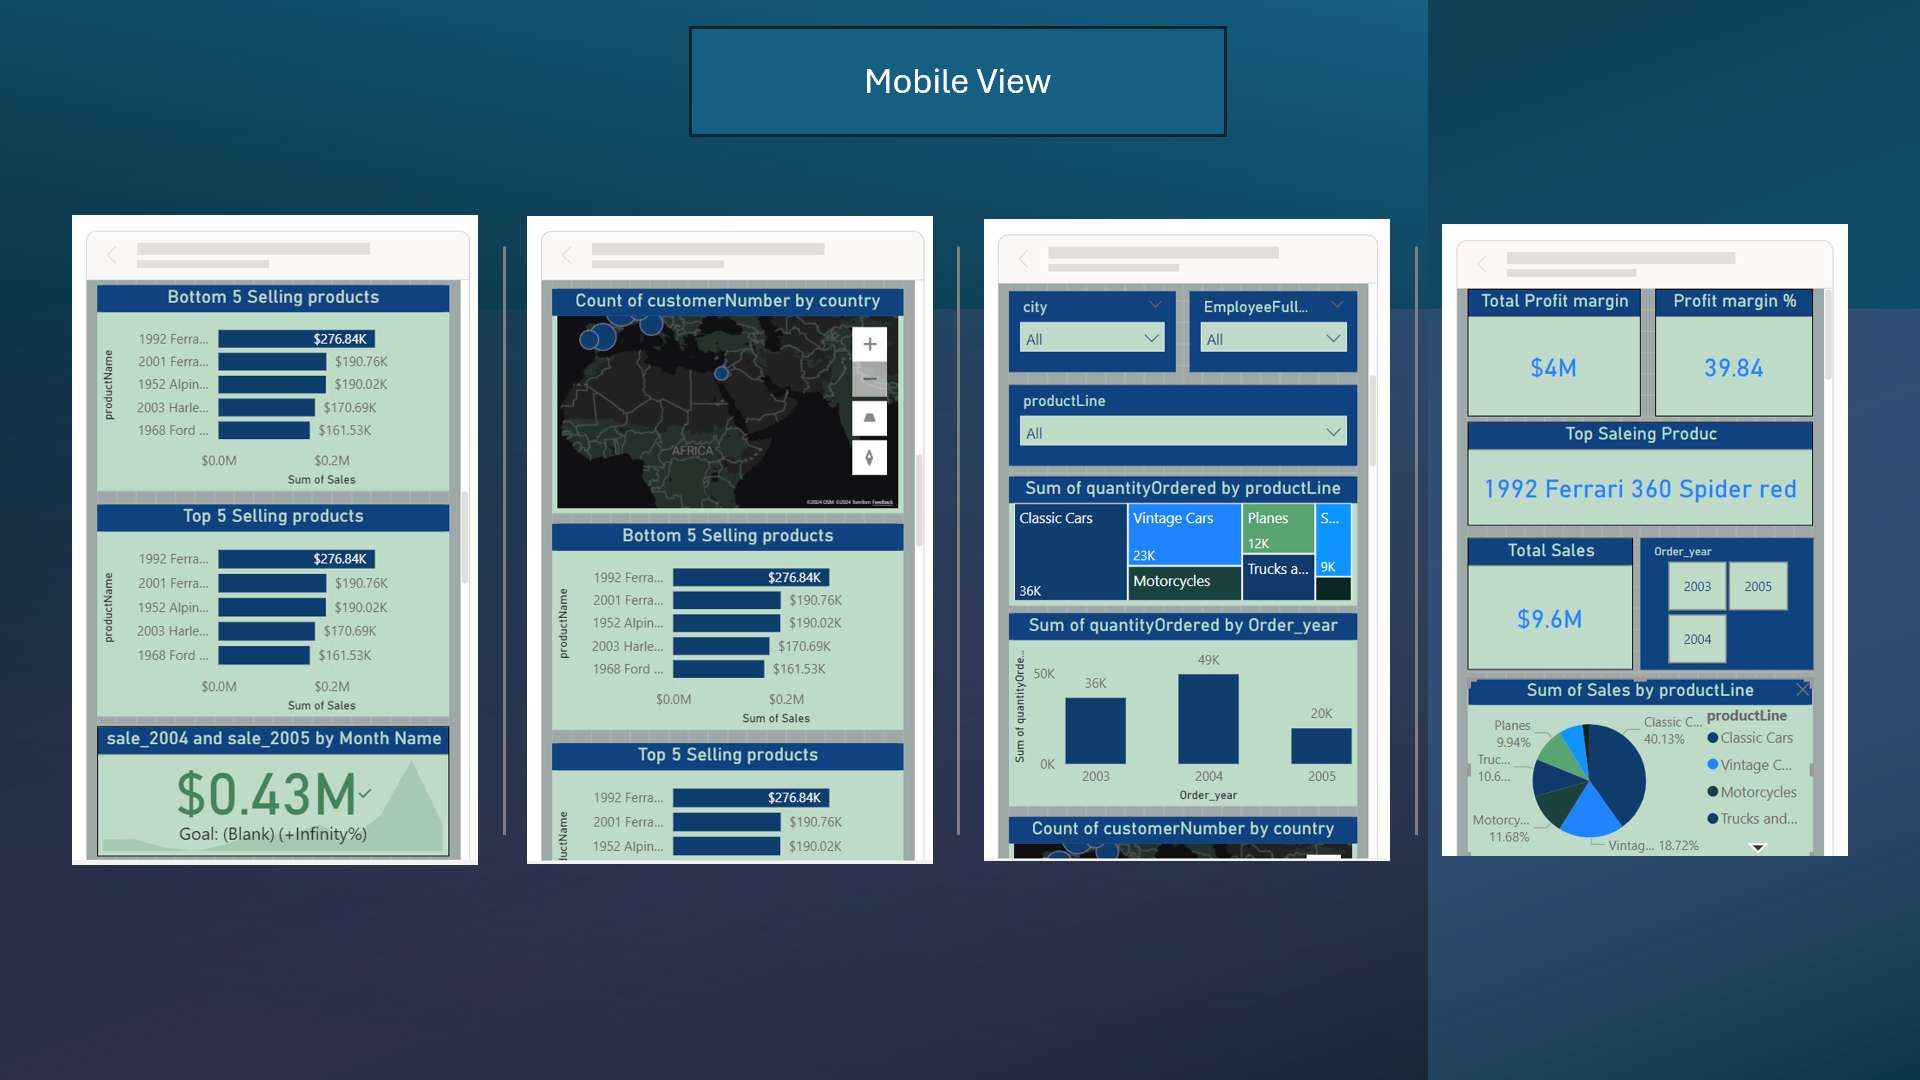 Mobile View
Bottom 5 Selling products
productName
1992 Ferra... $276.84K
2001 Ferra... $190.76K
1952 Alpin... $190.02K
2003 Harle... $170.69K
1968 Ford ... $161.53K
$0.0M $0.2M
Sum of Sales
Top 5 Selling products
productName
1992 Ferra... $276.84K
2001 Ferra... $190.76K
1952 Alpin... $190.02K
2003 Harle... $170.69K
1968 Ford ... $161.53K
$0.0M $0.2M
Sum of Sales
sale_2004 and sale_2005 by Month Name
$0.43M
Goal: (Blank) (+Infinity%)
Count of customerNumber by country
AFRICA
©2024 OSM ©2024 TomTom Feedback
Bottom 5 Selling products
productName
1992 Ferra... $276.84K
2001 Ferra... $190.76K
1952 Alpin... $190.02K
2003 Harle... $170.69K
1968 Ford ... $161.53K
$0.0M $0.2M
Sum of Sales
Top 5 Selling products
ductName
1992 Ferra... $276.84K
2001 Ferra... $190.76K
1952 Alpin... $190.02K
city
All
EmployeeFull...
All
productLine
All
Sum of quantityOrdered by productLine
Classic Cars
36K
Vintage Cars
23K
Motorcycles
Planes
12K
Trucks a...
S...
9K
Sum of quantityOrdered by Order_year
Sum of quantityOrde...
50K
0K
36K
49K
20K
2003 2004 2005
Order_year
Count of customerNumber by country
Total Profit margin
$4M
Profit margin %
39.84
Top Saleing Produc
1992 Ferrari 360 Spider red
Total Sales
$9.6M
Order_year
2003 2005
2004
Sum of Sales by productLine
Planes
9.94%
Truc...
10.6...
Motorcy...
11.68%
Vintag... 18.72%
Classic C...
40.13%
productLine
Classic Cars
Vintage C...
Motorcycles
Trucks and...